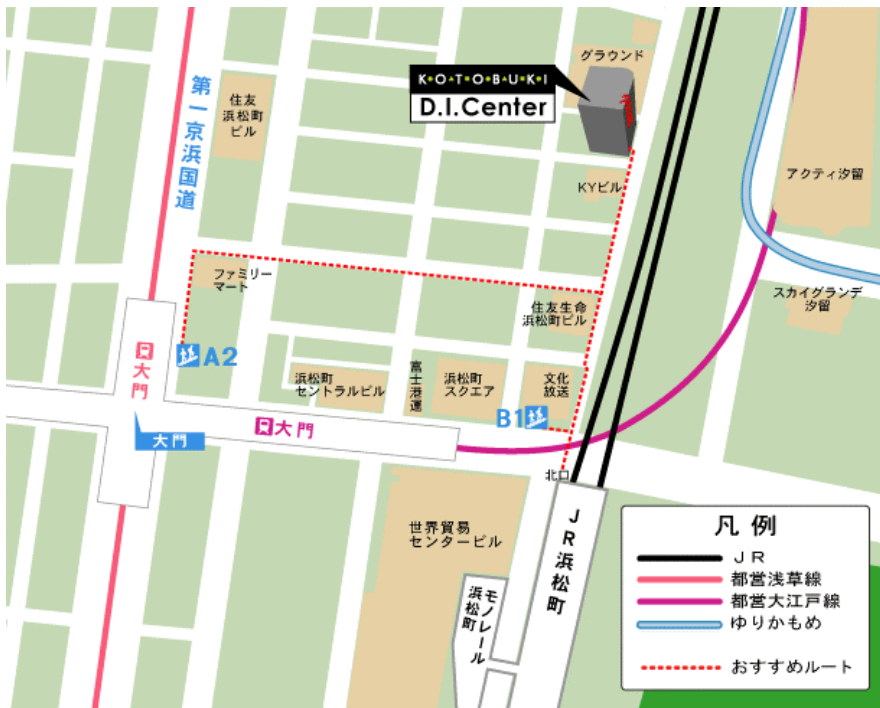 グラウンド
K・O・T・O・B・U・K・I
D.I.Center
住友
浜松町
ビル
第一京浜国道
KYビル
アクティ汐留
ファミリー
マート
住友生命
浜松町ビル
スカイグランデ
汐留
A2
大門
浜松町
セントラルビル
富士港運
浜松町
スクエア
文化
放送
B1
大門
大門
北口
世界貿易
センタービル
JR浜松町
モノレール
浜松町
凡例
JR
都営浅草線
都営大江戸線
ゆりかもめ
おすすめルート